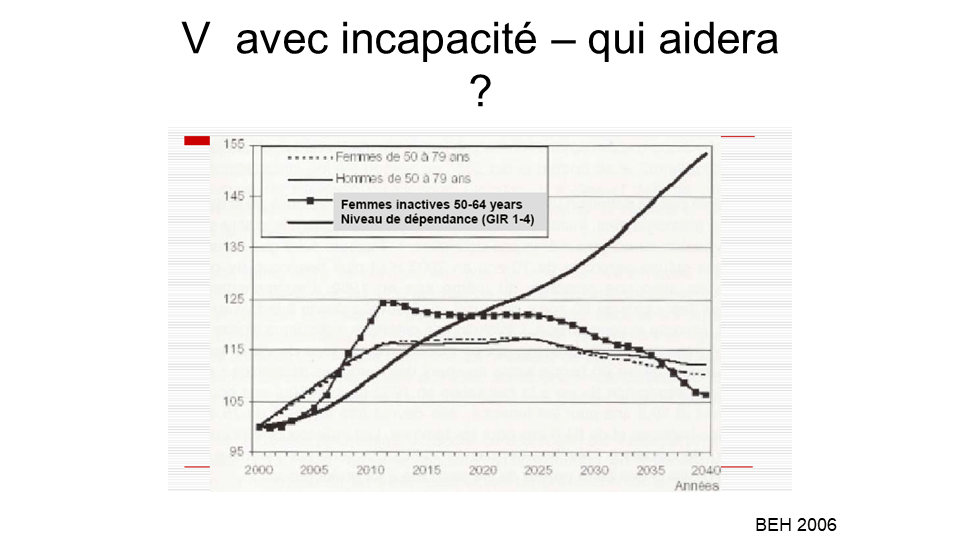 V avec incapacité – qui aidera
?
155
Femmes de 50 à 79 ans
Hommes de 50 à 79 ans
145
Femmes inactives 50-64 years
Niveau de dépendance (GIR 1-4)
135
125
115
105
95
2000 2005 2010 2015 2020 2025 2030 2035 2040
Années
BEH 2006